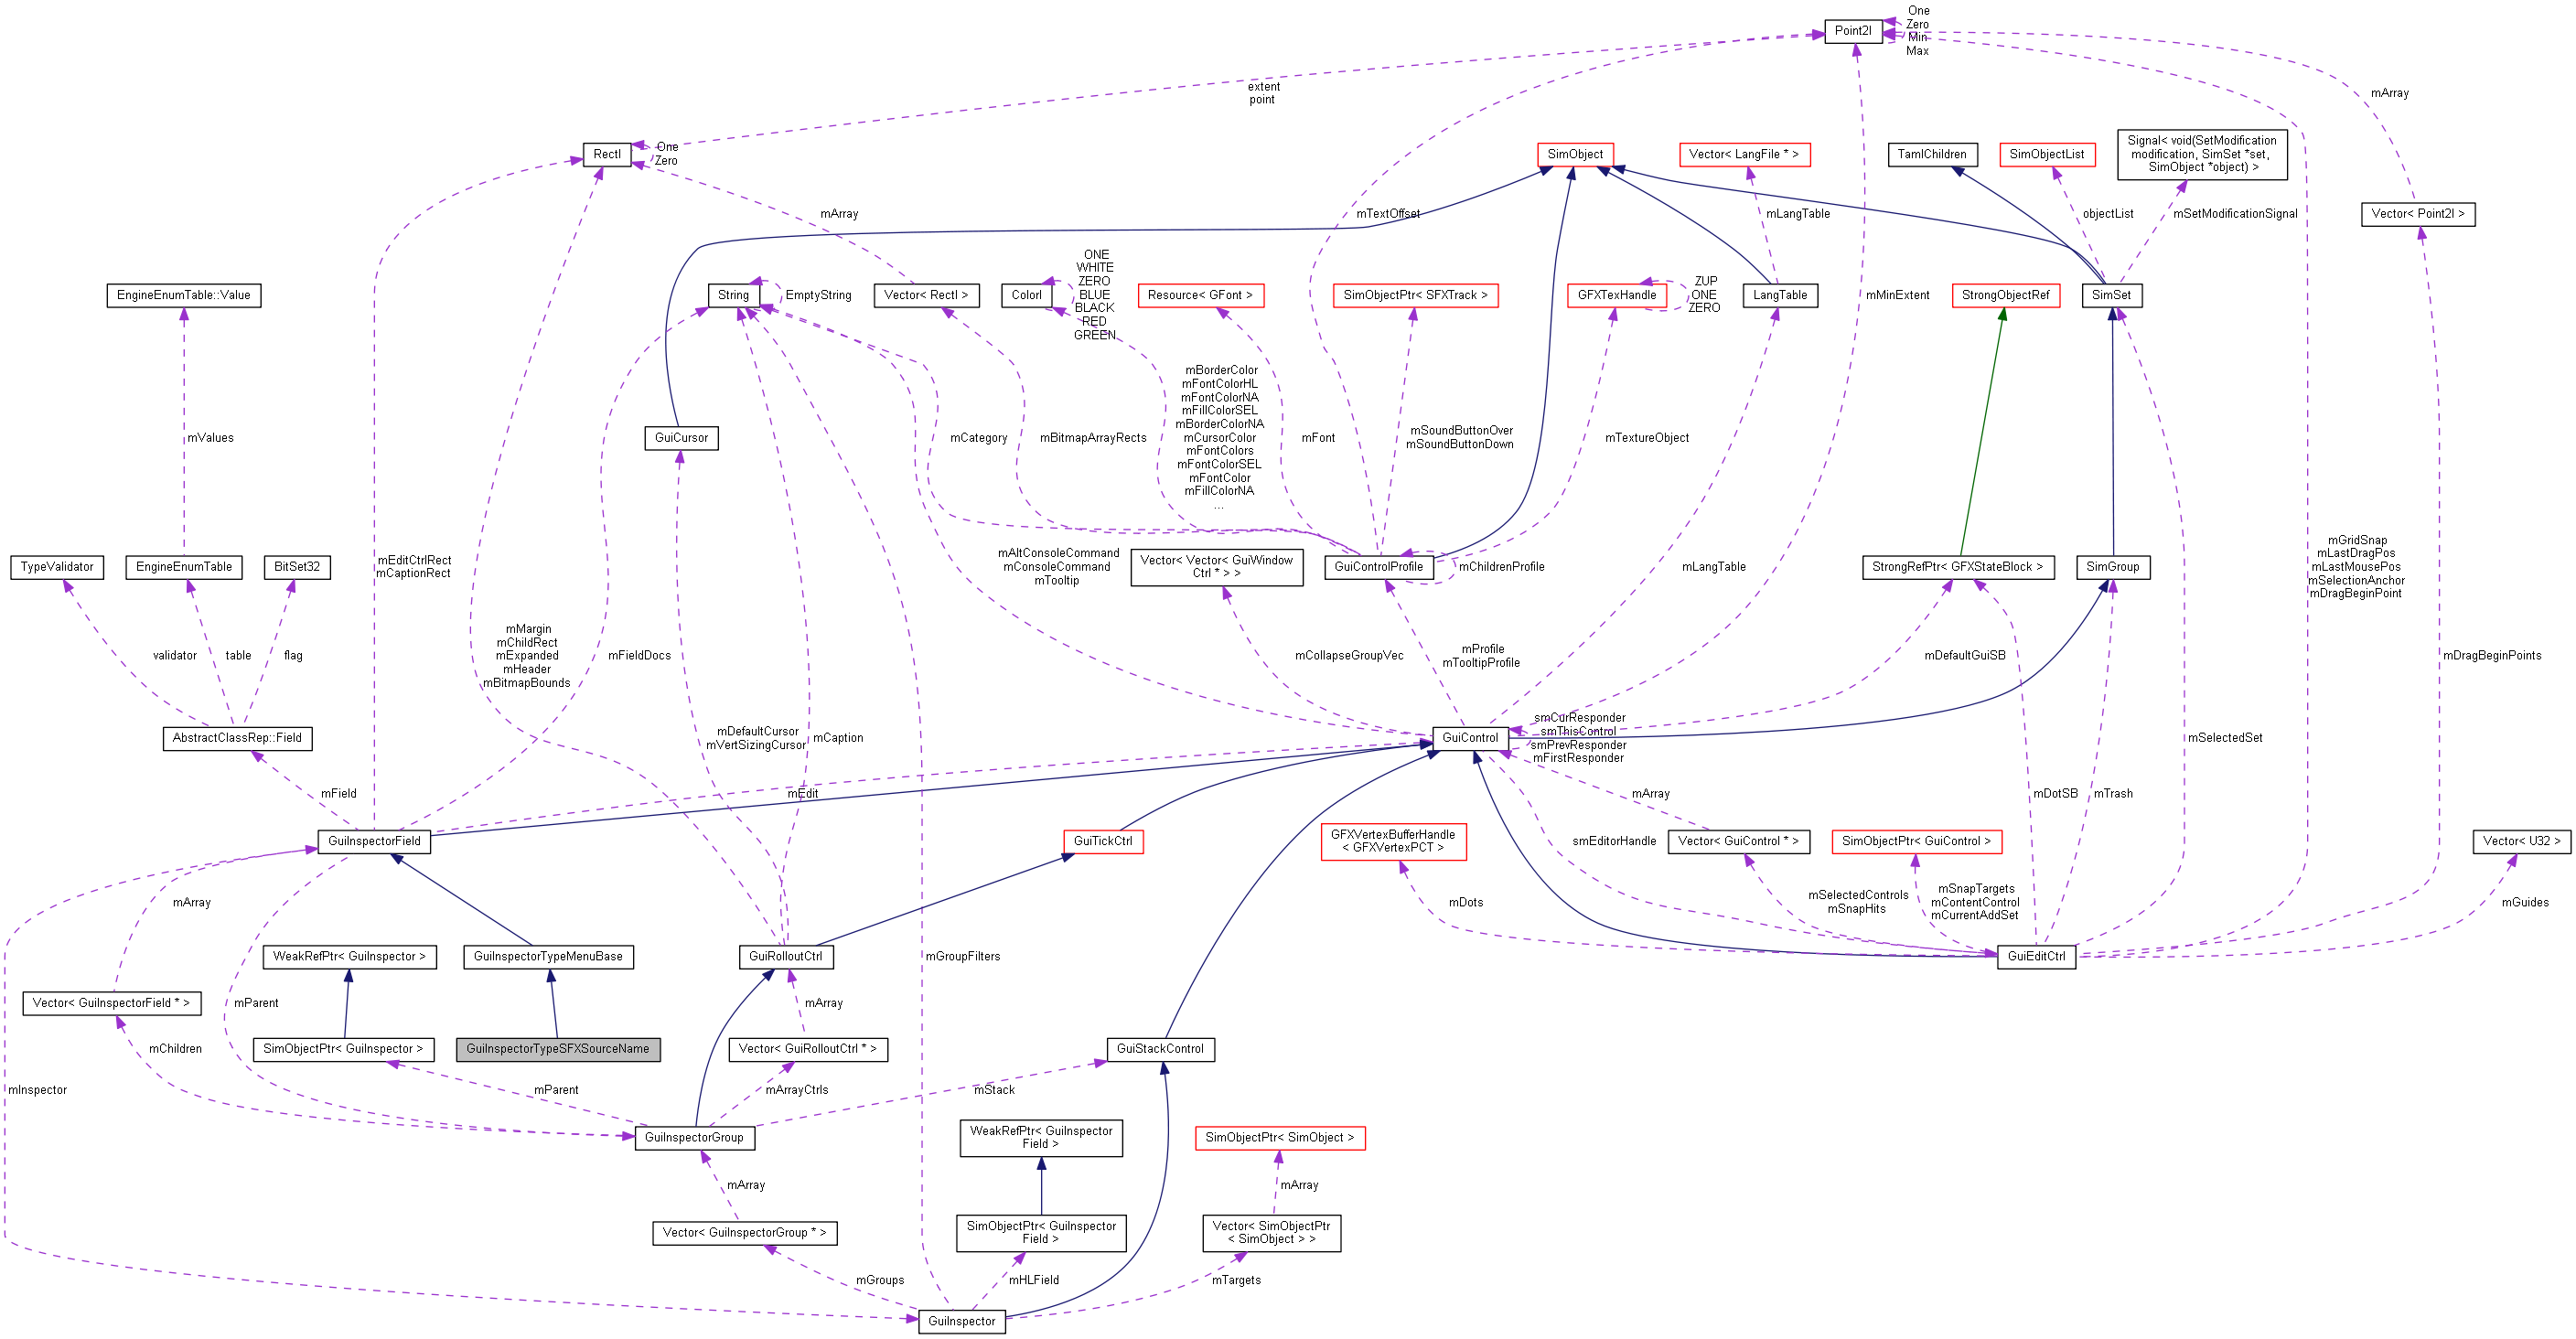 One
Zero
Min
Max
Point2I
extent
point
mArray
RectI
One
Zero
SimObject
Vector< LangFile * >
TamlChildren
SimObjectList
Signal< void(SetModification
modification, SimSet *set,
SimObject *object) >
mArray
mTextOffset
mLangTable
objectList
mSetModificationSignal
Vector< Point2I >
EngineEnumTable::Value
String
EmptyString
Vector< RectI >
ColorI
ONE
WHITE
ZERO
BLUE
BLACK
RED
GREEN
Resource< GFont >
SimObjectPtr< SFXTrack >
GFXTexHandle
ZUP
ONE
ZERO
LangTable
mMinExtent
StrongObjectRef
SimSet
mValues
GuiCursor
mCategory
mBitmapArrayRects
mBorderColor
mFontColorHL
mFontColorNA
mFillColorSEL
mBorderColorNA
mCursorColor
mFontColors
mFontColorSEL
mFontColor
mFillColorNA
...
mFont
mSoundButtonOver
mSoundButtonDown
mTextureObject
TypeValidator
EngineEnumTable
BitSet32
mEditCtrlRect
mCaptionRect
mAltConsoleCommand
mConsoleCommand
mTooltip
Vector< Vector< GuiWindow
Ctrl * > >
GuiControlProfile
mChildrenProfile
mLangTable
StrongRefPtr< GFXStateBlock >
SimGroup
mGridSnap
mLastDragPos
mLastMousePos
mSelectionAnchor
mDragBeginPoint
validator
table
flag
mMargin
mChildRect
mExpanded
mHeader
mBitmapBounds
mFieldDocs
mCollapseGroupVec
mProfile
mTooltipProfile
mDefaultGuiSB
mDragBeginPoints
AbstractClassRep::Field
mDefaultCursor
mVertSizingCursor
mCaption
GuiControl
smCurResponder
smThisControl
smPrevResponder
mFirstResponder
mSelectedSet
mField
mEdit
mArray
mDotSB
mTrash
GuiInspectorField
GuiTickCtrl
GFXVertexBufferHandle
< GFXVertexPCT >
smEditorHandle
Vector< GuiControl * >
SimObjectPtr< GuiControl >
Vector< U32 >
mArray
mDots
mSelectedControls
mSnapHits
mSnapTargets
mContentControl
mCurrentAddSet
mGuides
WeakRefPtr< GuiInspector >
GuiInspectorTypeMenuBase
GuiRolloutCtrl
mGroupFilters
GuiEditCtrl
Vector< GuiInspectorField * >
mParent
mArray
mChildren
SimObjectPtr< GuiInspector >
GuiInspectorTypeSFXSourceName
Vector< GuiRolloutCtrl * >
GuiStackControl
mInspector
mParent
mArrayCtrls
mStack
GuiInspectorGroup
WeakRefPtr< GuiInspector
Field >
SimObjectPtr< SimObject >
mArray
mArray
Vector< GuiInspectorGroup * >
SimObjectPtr< GuiInspector
Field >
Vector< SimObjectPtr
< SimObject > >
mGroups
mHLField
mTargets
GuiInspector